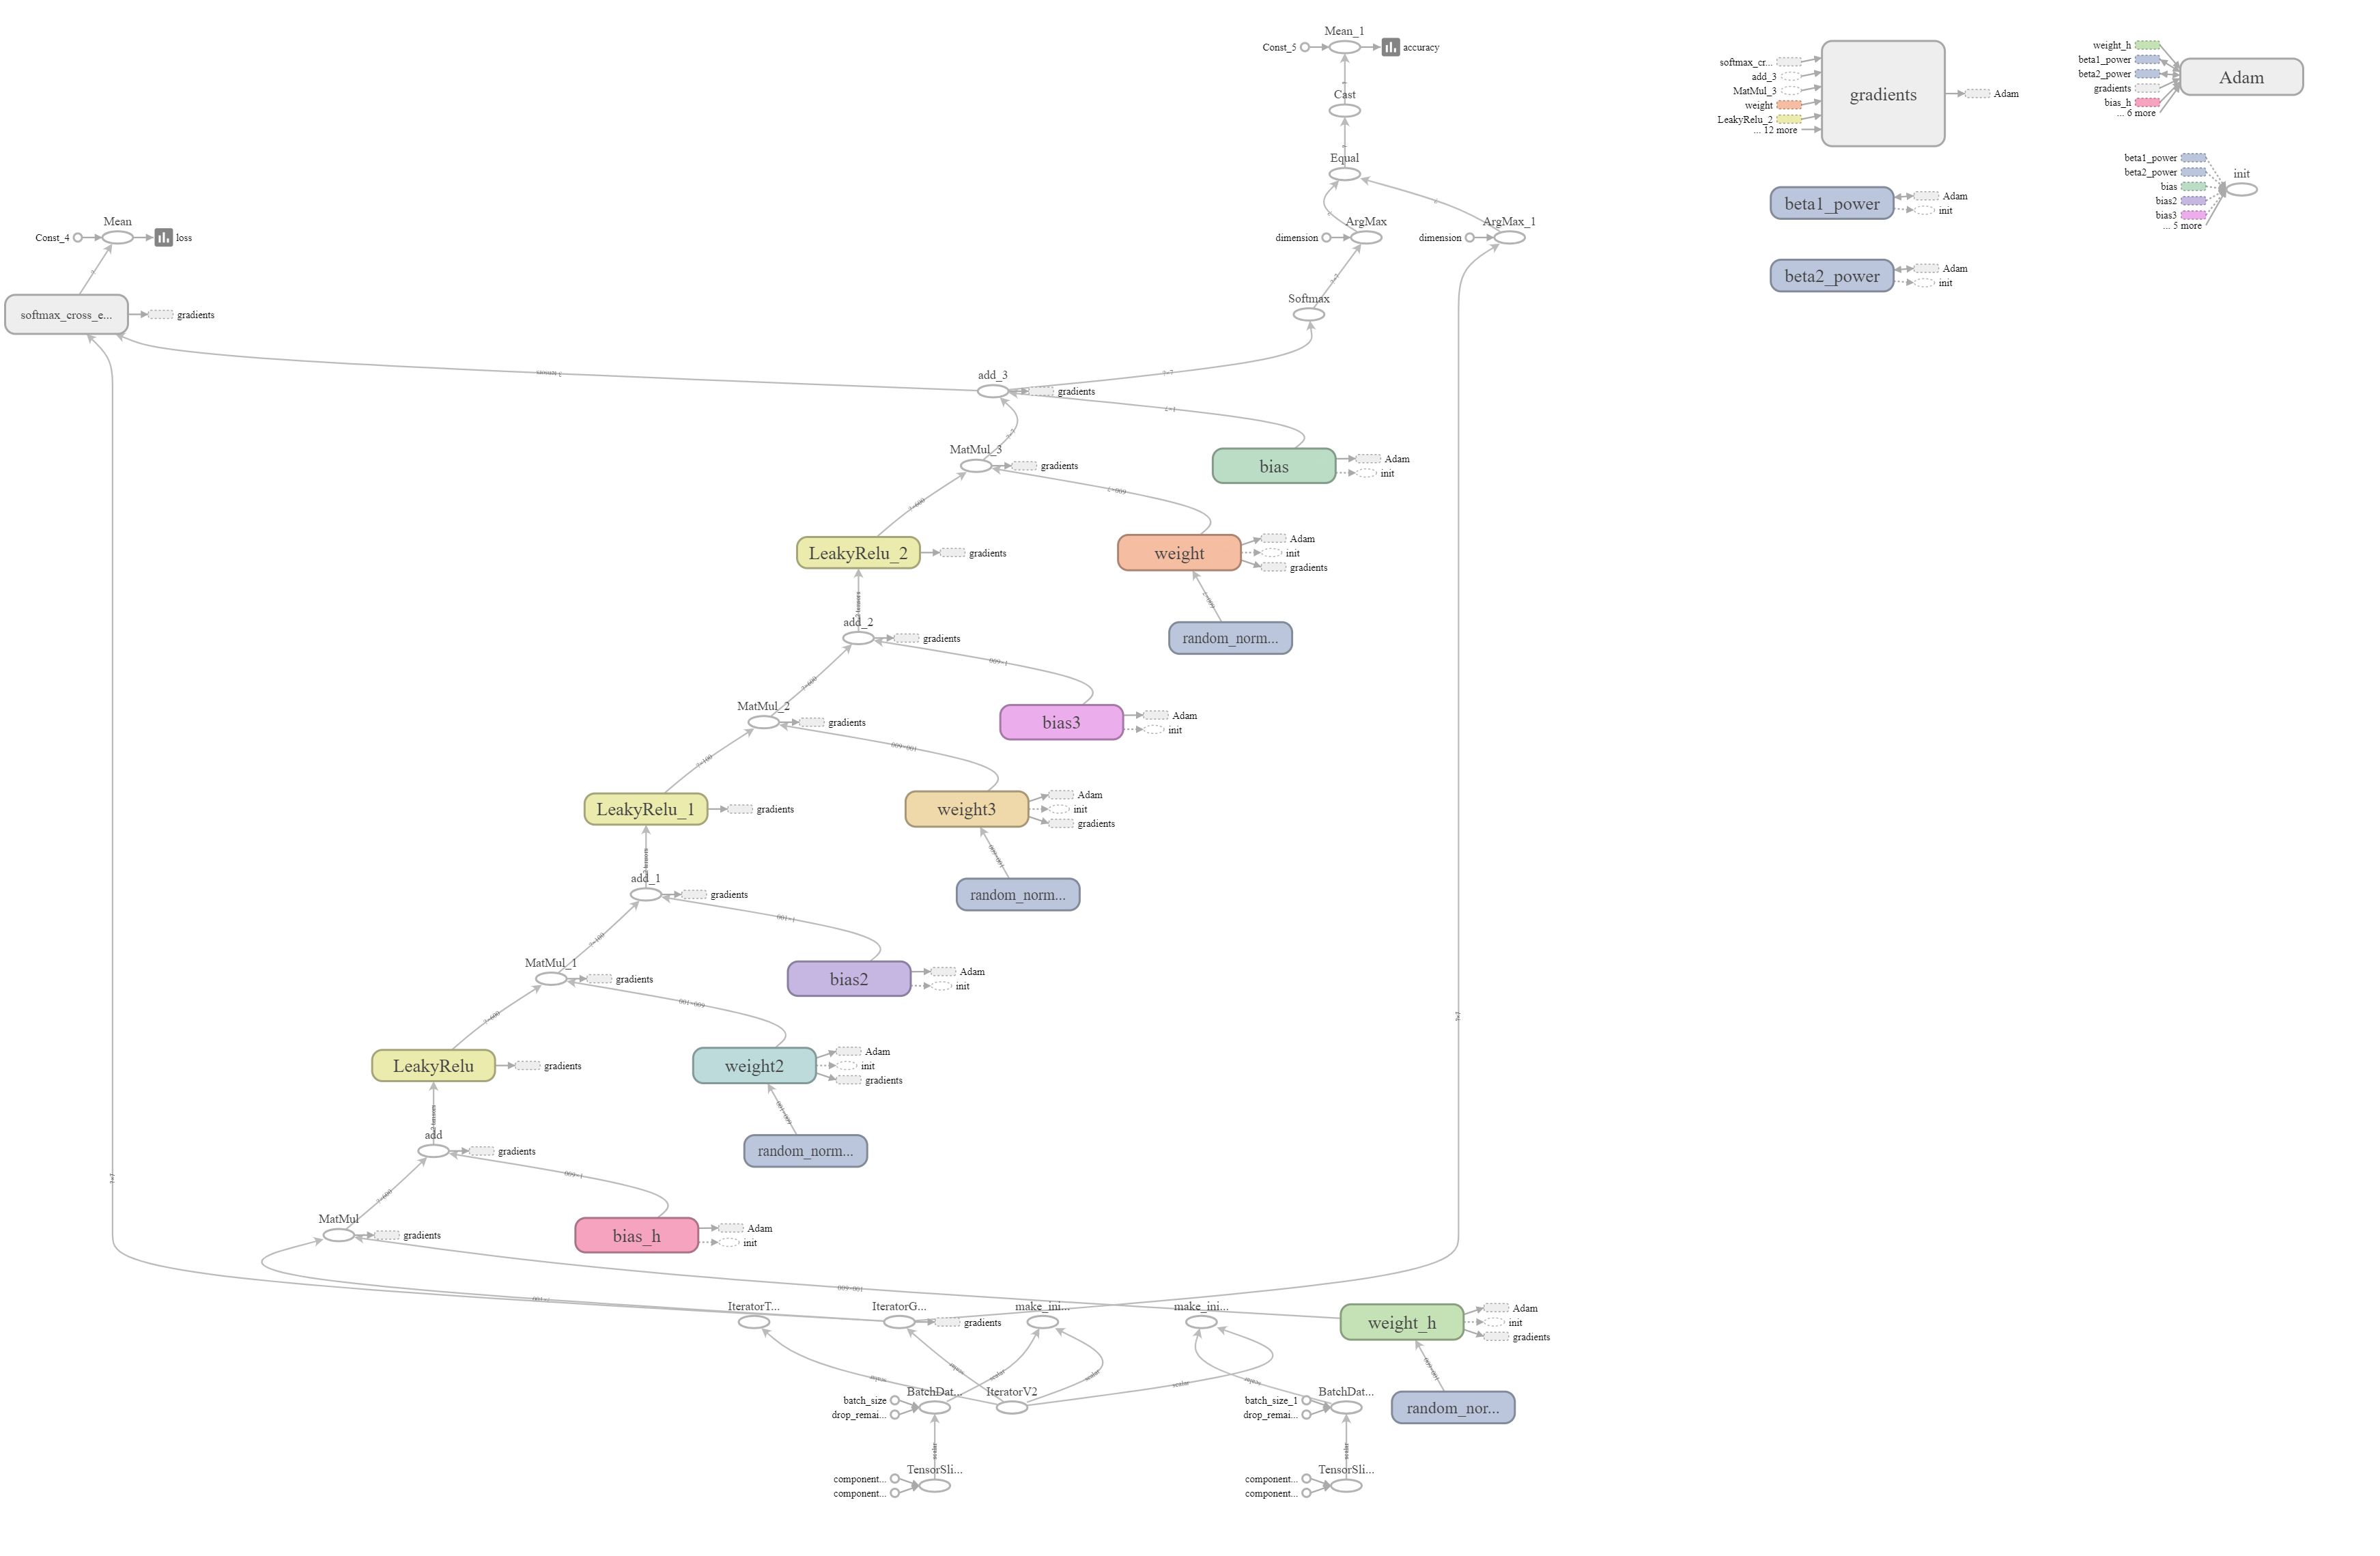 Mean_1
Const_5
accuracy
Cast
Equal
ArgMax
ArgMax_1
dimension
dimension
Softmax
Mean
Const_4
loss
softmax_cross_e...
gradients
add_3
gradients
MatMul_3
gradients
bias
Adam
init
LeakyRelu_2
gradients
weight
Adam
init
gradients
add_2
gradients
random_norm...
MatMul_2
gradients
bias3
Adam
init
LeakyRelu_1
gradients
weight3
Adam
init
gradients
add_1
gradients
random_norm...
MatMul_1
gradients
bias2
Adam
init
LeakyRelu
gradients
weight2
Adam
init
gradients
add
gradients
random_norm...
MatMul
gradients
bias_h
Adam
init
IteratorT...
IteratorG...
gradients
make_ini...
make_ini...
weight_h
Adam
init
gradients
batch_size
drop_remai...
BatchDat...
IteratorV2
batch_size_1
drop_remai...
BatchDat...
random_nor...
component...
component...
TensorSli...
component...
component...
TensorSli...
softmax_cr...
add_3
MatMul_3
weight
LeakyRelu_2
... 12 more
gradients
Adam
beta1_power
Adam
init
beta2_power
Adam
init
weight_h
beta1_power
beta2_power
gradients
bias_h
... 6 more
Adam
beta1_power
beta2_power
bias
bias2
bias3
... 5 more
init